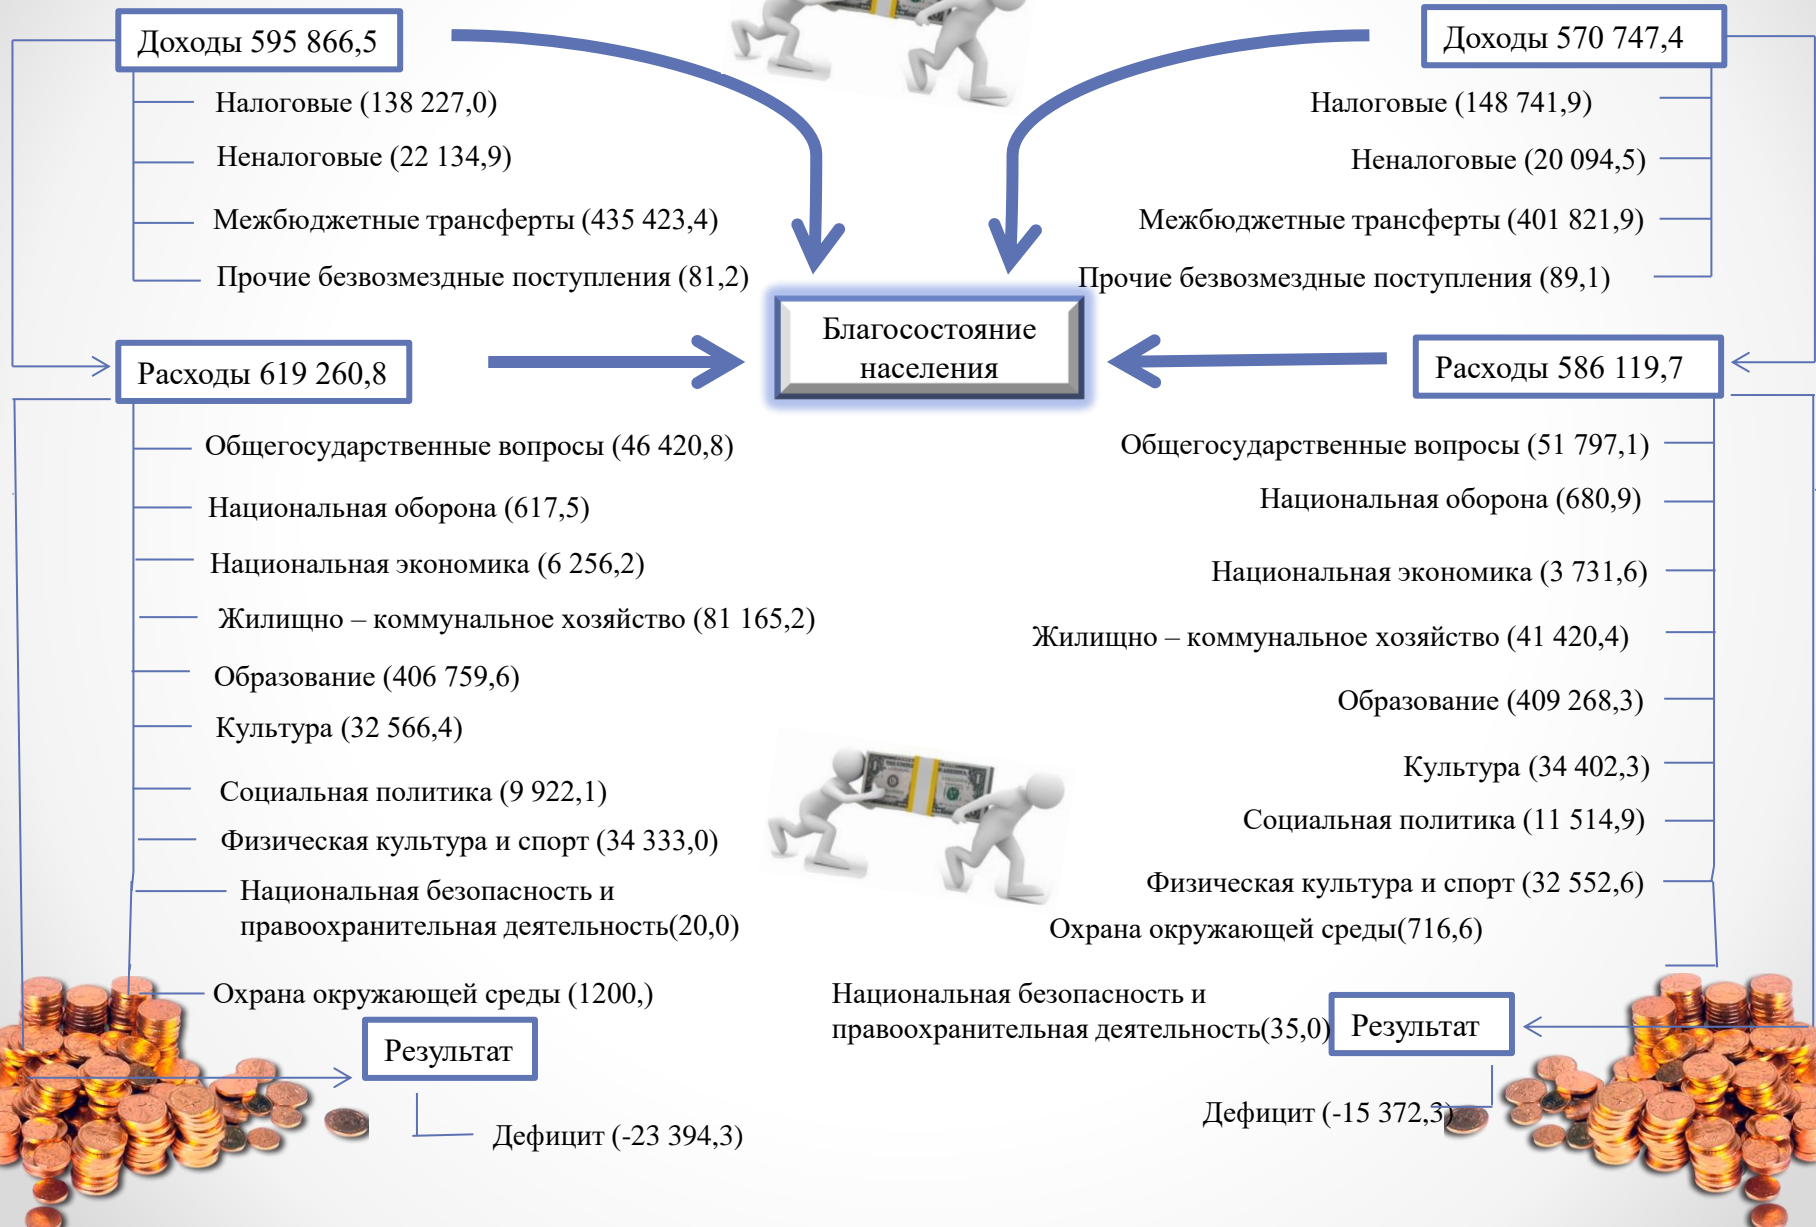 Доходы 595 866,5
Налоговые (138 227,0)
Неналоговые (22 134,9)
Межбюджетные трансферты (435 423,4)
Прочие безвозмездные поступления (81,2)
Расходы 619 260,8
Общегосударственные вопросы (46 420,8)
Национальная оборона (617,5)
Национальная экономика (6 256,2)
Жилищно – коммунальное хозяйство (81 165,2)
Образование (406 759,6)
Культура (32 566,4)
Социальная политика (9 922,1)
Физическая культура и спорт (34 333,0)
Национальная безопасность и
правоохранительная деятельность(20,0)
Охрана окружающей среды (1200,)
Результат
Дефицит (-23 394,3)
Благосостояние
населения
Доходы 570 747,4
Налоговые (148 741,9)
Неналоговые (20 094,5)
Межбюджетные трансферты (401 821,9)
Прочие безвозмездные поступления (89,1)
Расходы 586 119,7
Общегосударственные вопросы (51 797,1)
Национальная оборона (680,9)
Национальная экономика (3 731,6)
Жилищно – коммунальное хозяйство (41 420,4)
Образование (409 268,3)
Культура (34 402,3)
Социальная политика (11 514,9)
Физическая культура и спорт (32 552,6)
Охрана окружающей среды(716,6)
Национальная безопасность и
правоохранительная деятельность(35,0)
Результат
Дефицит (-15 372,3)